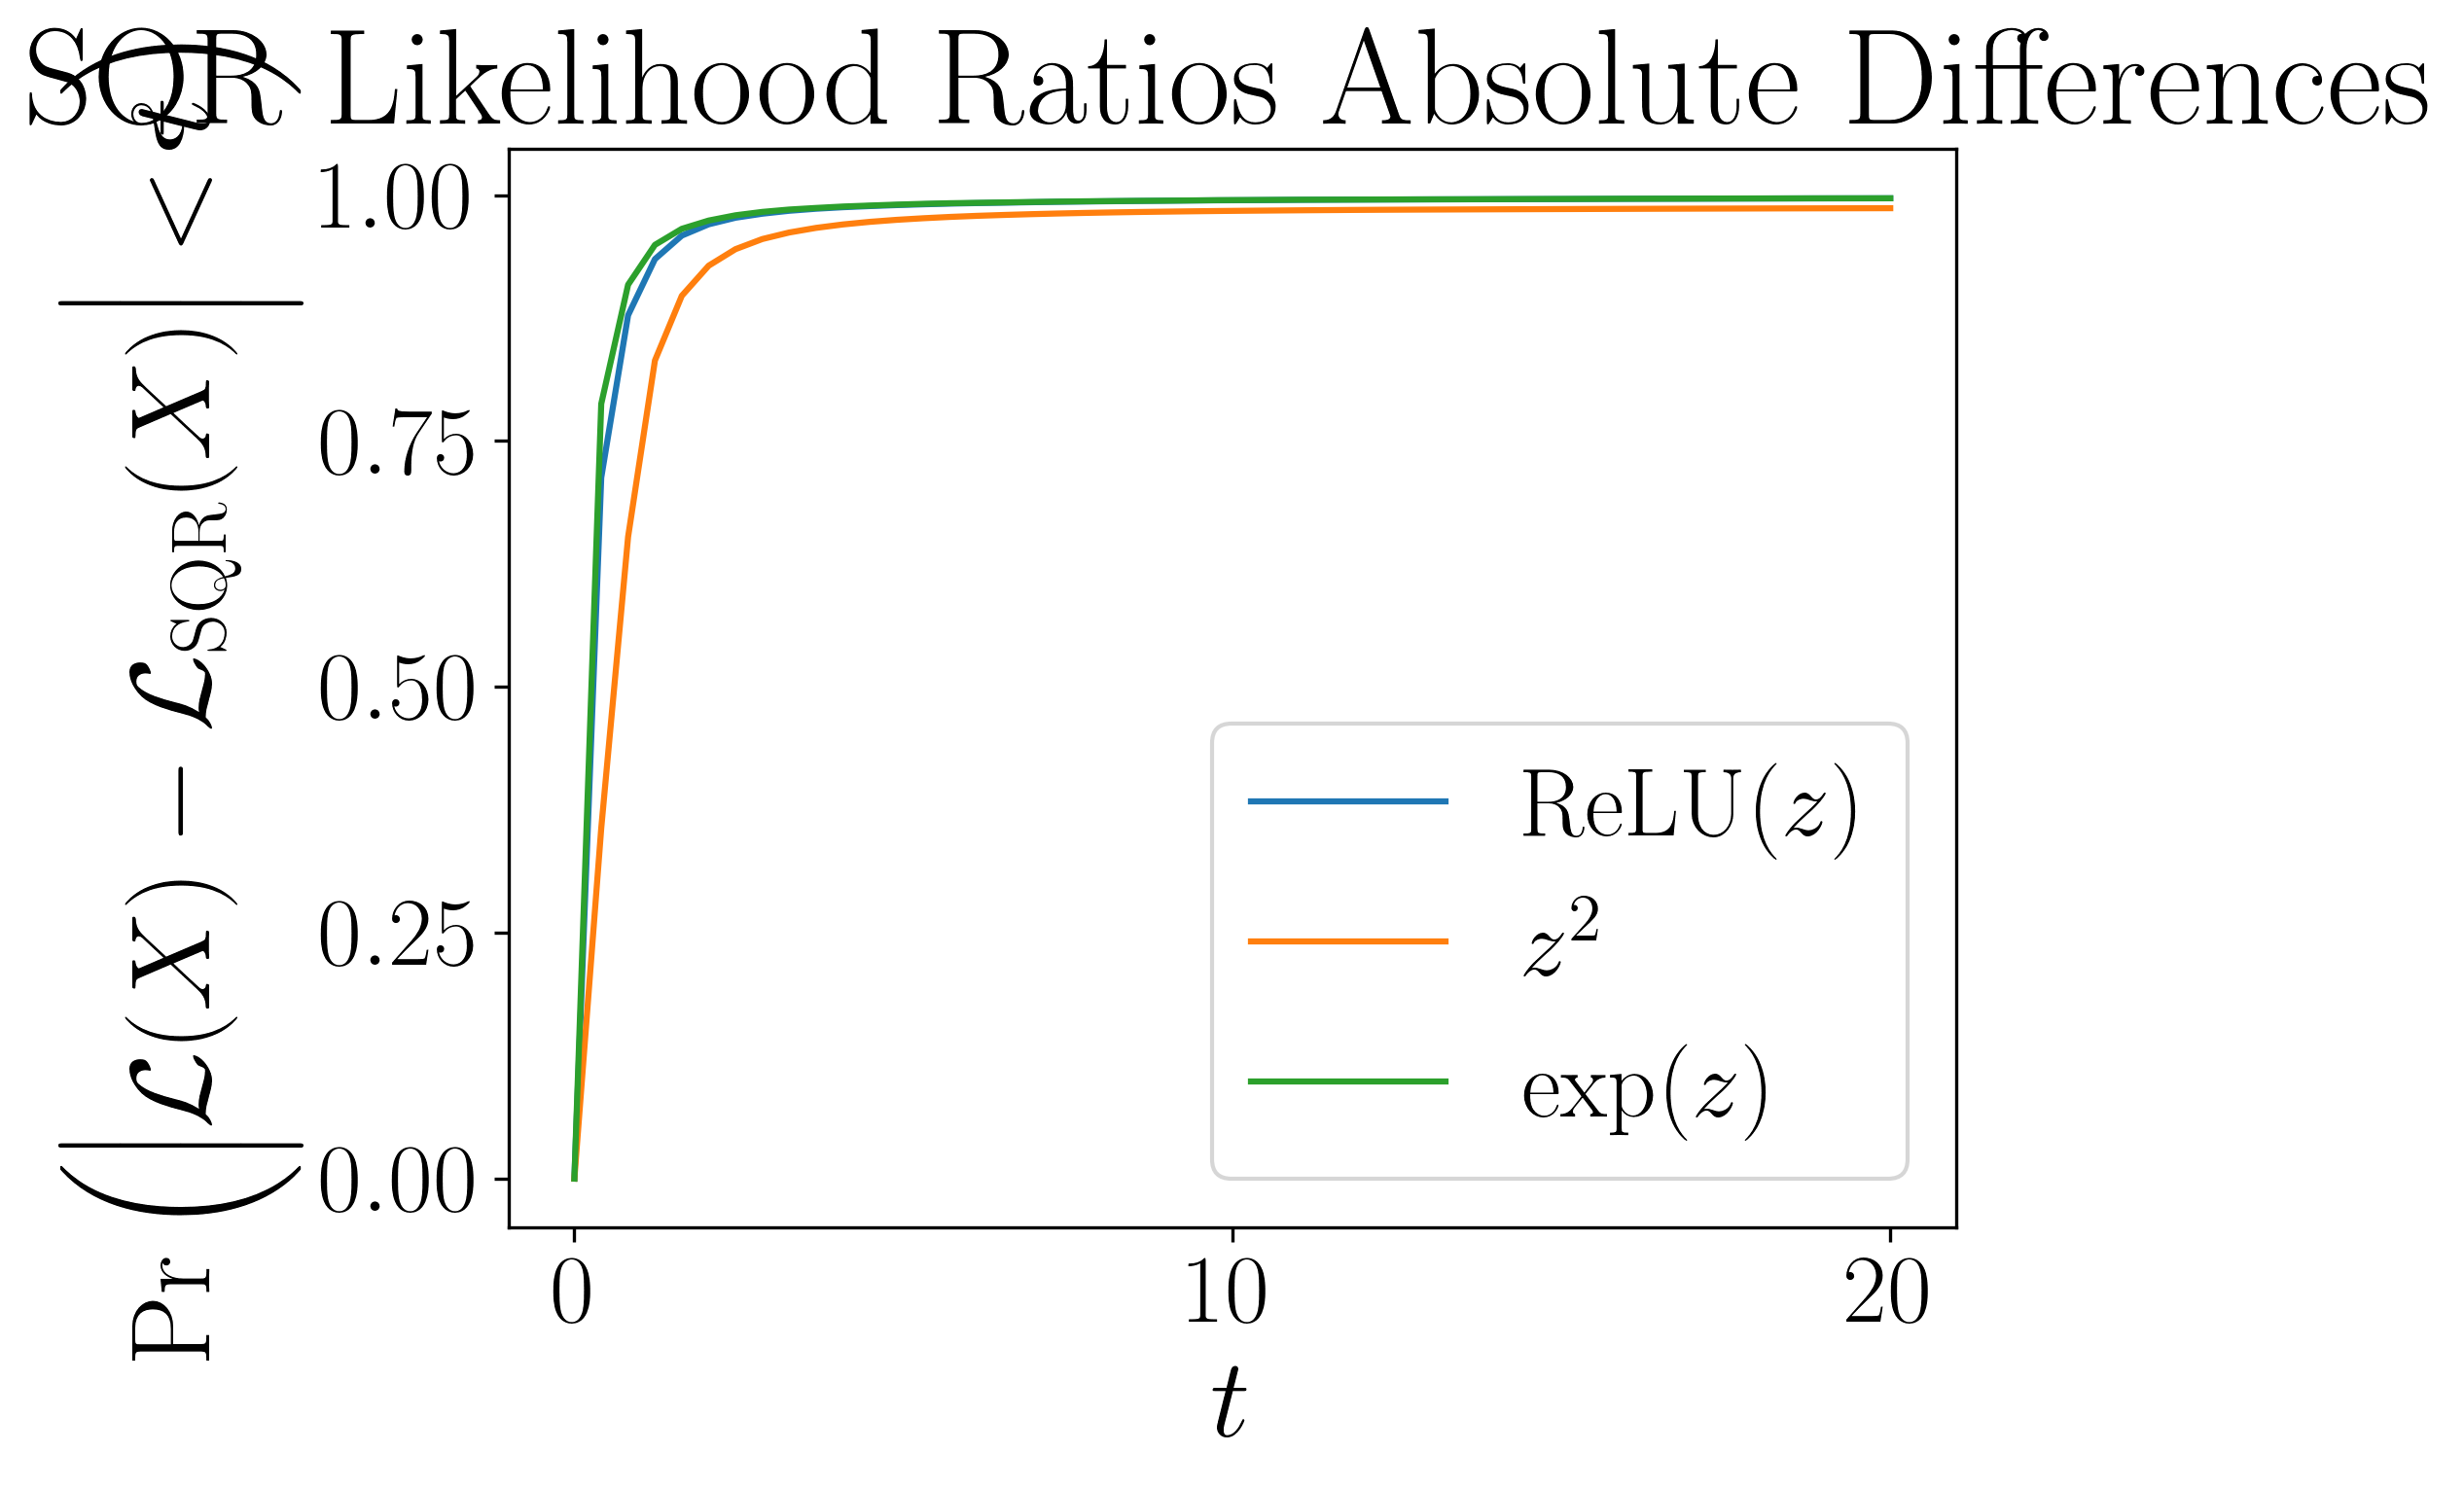 SQR Likelihood Ratios Absolute Differences
Pr(|ℒ(X) − ℒ_SQR(X)| < t)
1.00
0.75
0.50
0.25
0.00
ReLU(z)
z²
exp(z)
0 10 20
t